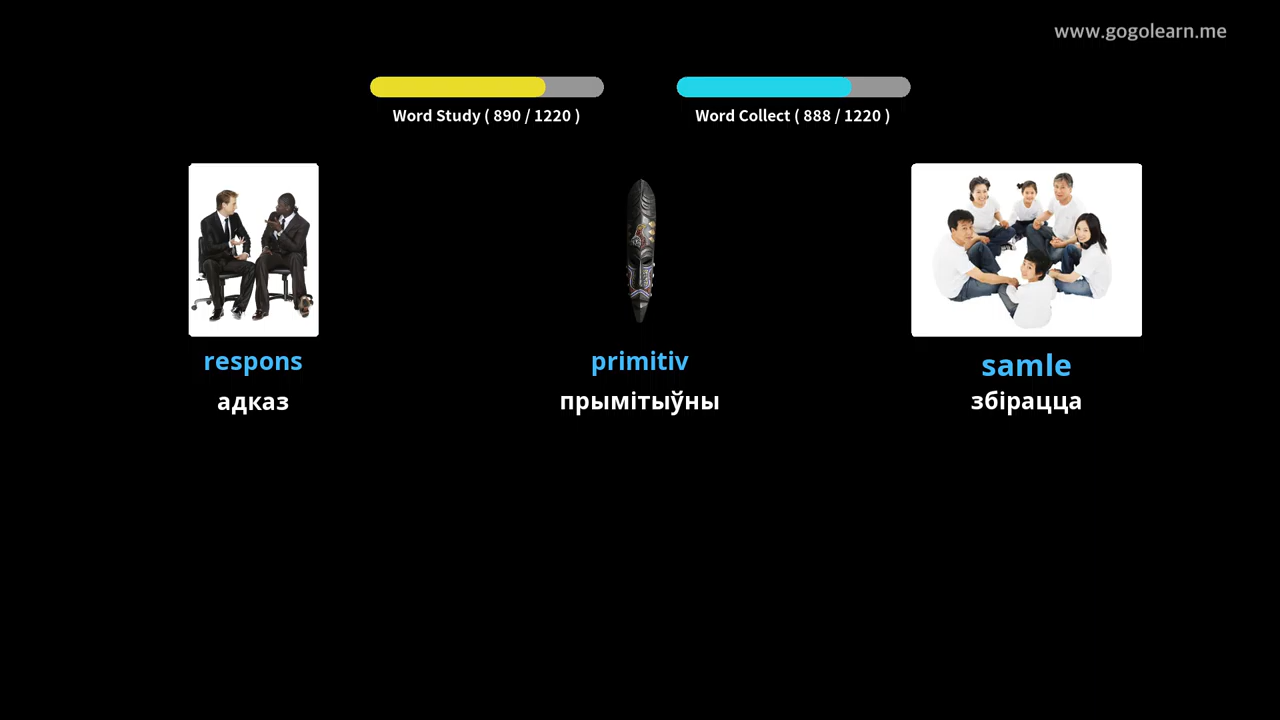 www.gogolearn.me
Word Study ( 890 / 1220 )
Word Collect ( 888 / 1220 )
respons
primitiv
samle
адказ
прымітыўны
збірацца